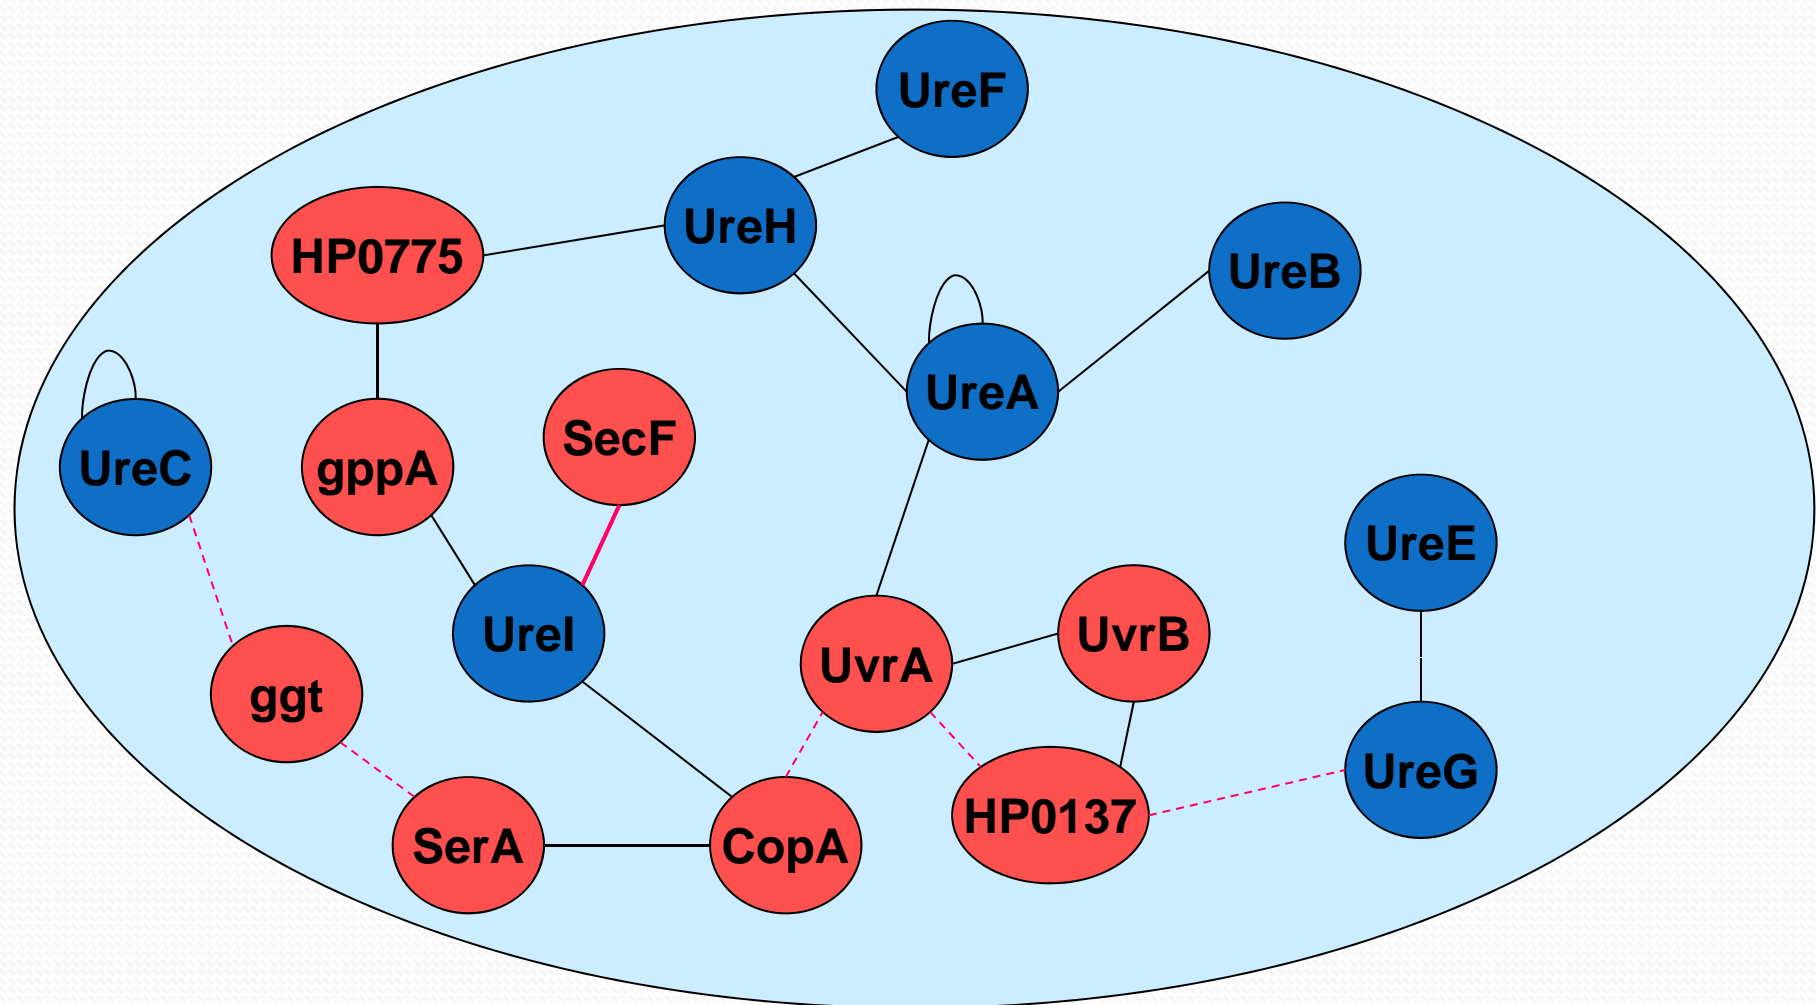 UreF
UreH
HP0775
UreB
UreA
SecF
UreC
gppA
UreE
UreI
UvrB
UvrA
ggt
UreG
HP0137
SerA
CopA